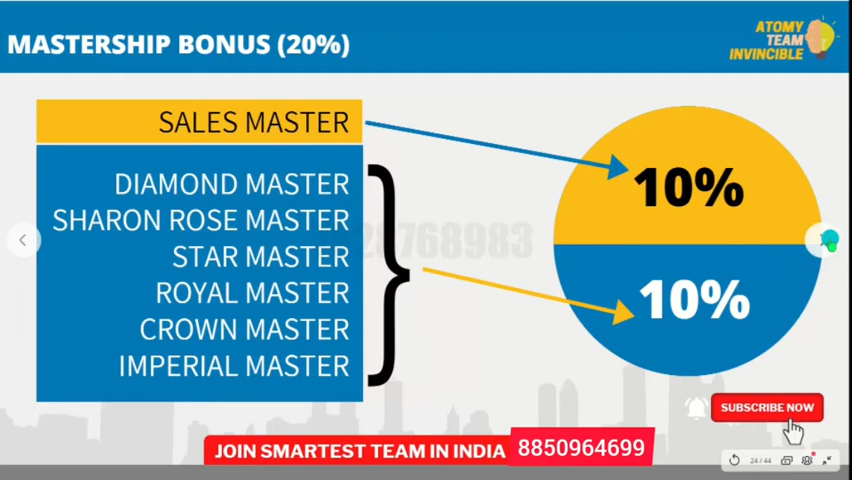 MASTERSHIP BONUS (20%)
ATOMY
TEAM
INVINCIBLE
SALES MASTER
DIAMOND MASTER
SHARON ROSE MASTER
STAR MASTER
ROYAL MASTER
CROWN MASTER
IMPERIAL MASTER
10%
10%
SUBSCRIBE NOW
JOIN SMARTEST TEAM IN INDIA 8850964699
24 / 44